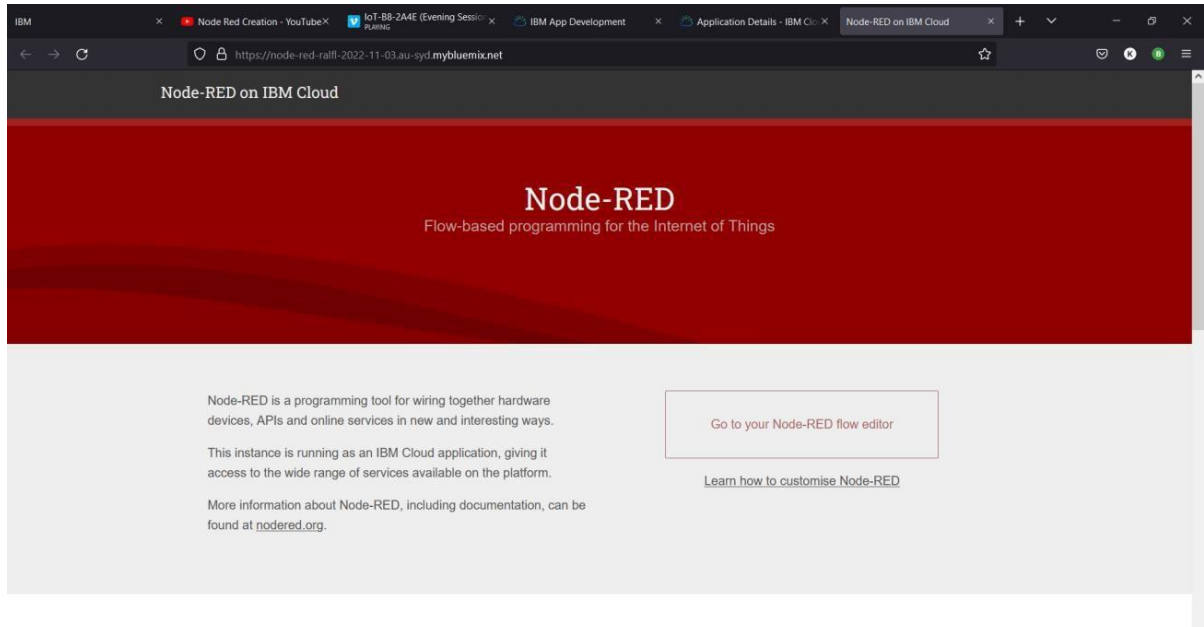 IBM
Node Red Creation - YouTube
IoT-B8-2A4E (Evening Session
PLAYING
IBM App Development
Application Details - IBM Clo
Node-RED on IBM Cloud
https://node-red-ralfl-2022-11-03.au-syd.mybluemix.net
K
Node-RED on IBM Cloud
Node-RED
Flow-based programming for the Internet of Things
Node-RED is a programming tool for wiring together hardware
devices, APIs and online services in new and interesting ways.
This instance is running as an IBM Cloud application, giving it
access to the wide range of services available on the platform.
More information about Node-RED, including documentation, can be
found at nodered.org.
Go to your Node-RED flow editor
Learn how to customise Node-RED